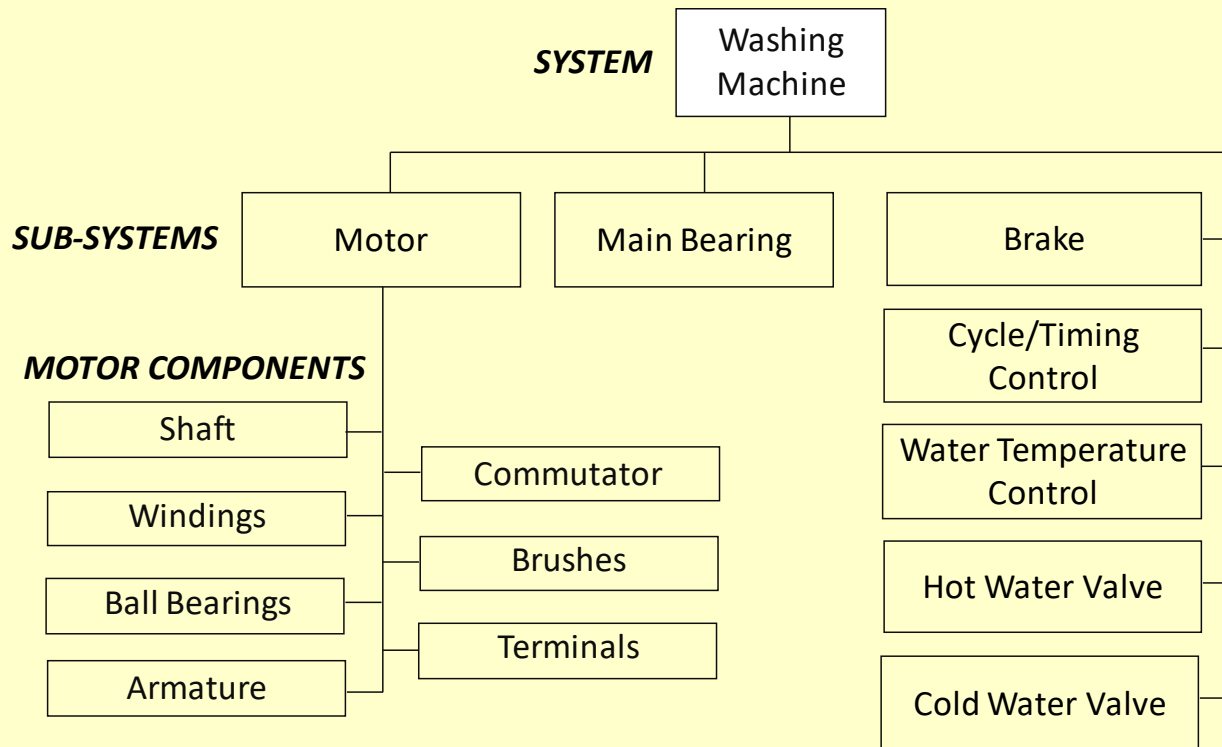 SYSTEM
Washing
Machine
SUB-SYSTEMS
Motor
Main Bearing
Brake
Cycle/Timing
Control
MOTOR COMPONENTS
Shaft
Commutator
Water Temperature
Control
Windings
Brushes
Hot Water Valve
Ball Bearings
Terminals
Armature
Cold Water Valve